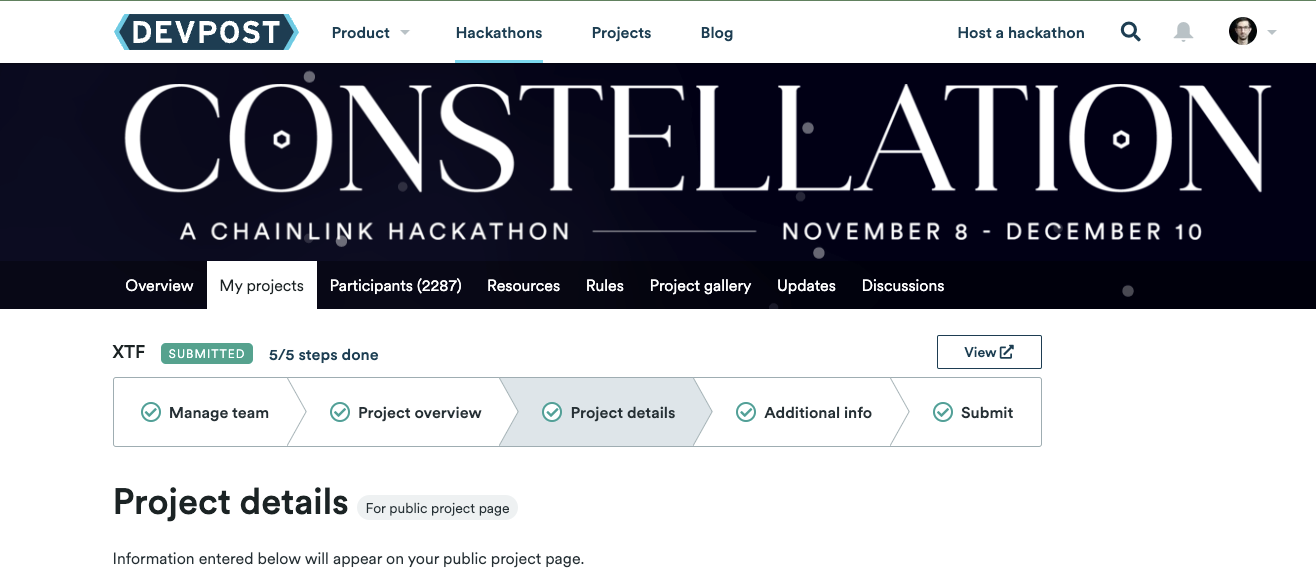 DEVPOST Product Hackathons Projects Blog Host a hackathon
CONSTELLATION
A CHAINLINK HACKATHON NOVEMBER 8 - DECEMBER 10
Overview My projects Participants (2287) Resources Rules Project gallery Updates Discussions
XTF SUBMITTED 5/5 steps done View
Manage team Project overview Project details Additional info Submit
Project details For public project page
Information entered below will appear on your public project page.